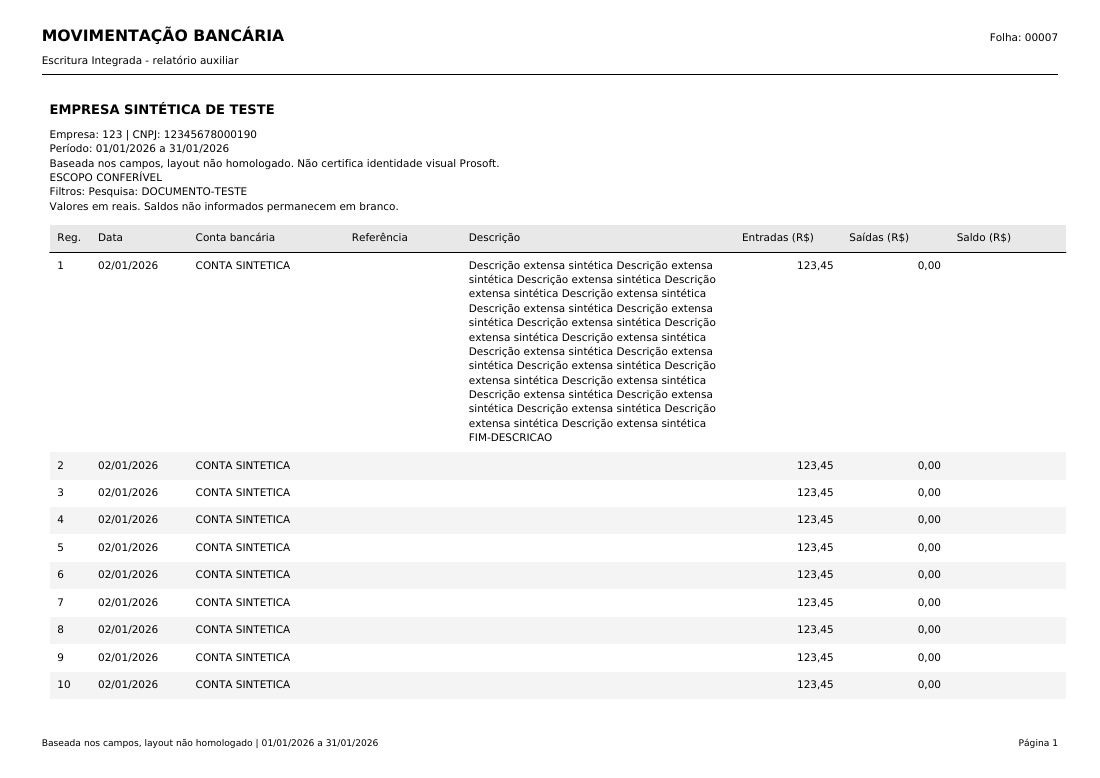 MOVIMENTAÇÃO BANCÁRIA
Folha: 00007
Escritura Integrada - relatório auxiliar
EMPRESA SINTÉTICA DE TESTE
Empresa: 123 | CNPJ: 12345678000190
Período: 01/01/2026 a 31/01/2026
Baseada nos campos, layout não homologado. Não certifica identidade visual Prosoft.
ESCOPO CONFERÍVEL
Filtros: Pesquisa: DOCUMENTO-TESTE
Valores em reais. Saldos não informados permanecem em branco.
Reg. Data Conta bancária Referência Descrição Entradas (R$) Saídas (R$) Saldo (R$)
1 02/01/2026 CONTA SINTETICA Descrição extensa sintética Descrição extensa 123,45 0,00
sintética Descrição extensa sintética Descrição
extensa sintética Descrição extensa sintética
Descrição extensa sintética Descrição extensa
sintética Descrição extensa sintética Descrição
extensa sintética Descrição extensa sintética
Descrição extensa sintética Descrição extensa
sintética Descrição extensa sintética Descrição
extensa sintética Descrição extensa sintética
Descrição extensa sintética Descrição extensa
sintética Descrição extensa sintética Descrição
extensa sintética Descrição extensa sintética
FIM-DESCRICAO
2 02/01/2026 CONTA SINTETICA 123,45 0,00
3 02/01/2026 CONTA SINTETICA 123,45 0,00
4 02/01/2026 CONTA SINTETICA 123,45 0,00
5 02/01/2026 CONTA SINTETICA 123,45 0,00
6 02/01/2026 CONTA SINTETICA 123,45 0,00
7 02/01/2026 CONTA SINTETICA 123,45 0,00
8 02/01/2026 CONTA SINTETICA 123,45 0,00
9 02/01/2026 CONTA SINTETICA 123,45 0,00
10 02/01/2026 CONTA SINTETICA 123,45 0,00
Baseada nos campos, layout não homologado | 01/01/2026 a 31/01/2026
Página 1